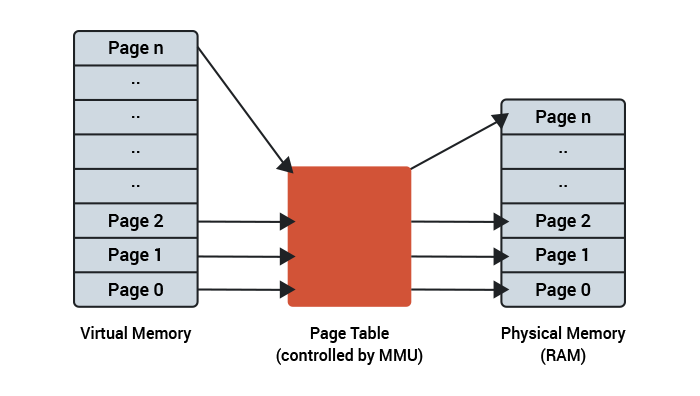 Page n
..
..
..
..
Page 2
Page 1
Page 0
Virtual Memory
Page Table
(controlled by MMU)
Page n
..
..
Page 2
Page 1
Page 0
Physical Memory
(RAM)